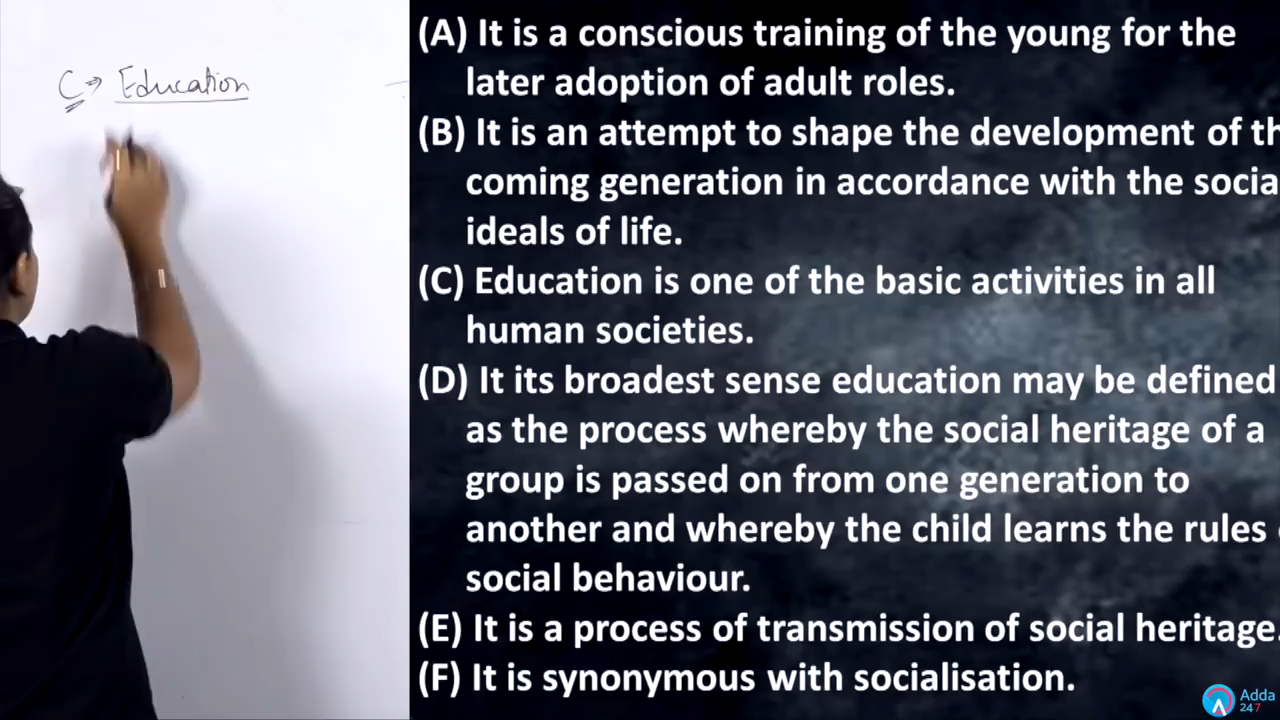 C → Education
(A) It is a conscious training of the young for the
later adoption of adult roles.
(B) It is an attempt to shape the development of th
coming generation in accordance with the socia
ideals of life.
(C) Education is one of the basic activities in all
human societies.
(D) It its broadest sense education may be defined
as the process whereby the social heritage of a
group is passed on from one generation to
another and whereby the child learns the rules
social behaviour.
(E) It is a process of transmission of social heritage.
(F) It is synonymous with socialisation.
Adda
247